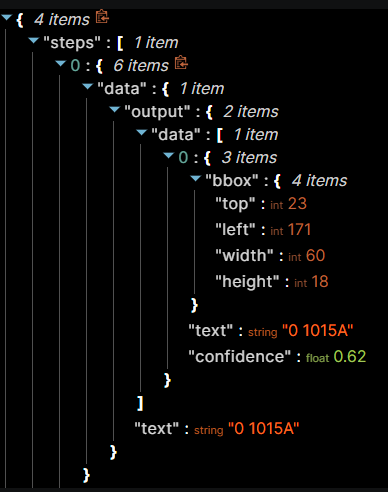 { 4 items
"steps" : [ 1 item
0 : { 6 items
"data" : { 1 item
"output" : { 2 items
"data" : [ 1 item
0 : { 3 items
"bbox" : { 4 items
"top" : int 23
"left" : int 171
"width" : int 60
"height" : int 18
}
"text" : string "0 1015A"
"confidence" : float 0.62
}
]
"text" : string "0 1015A"
}
}